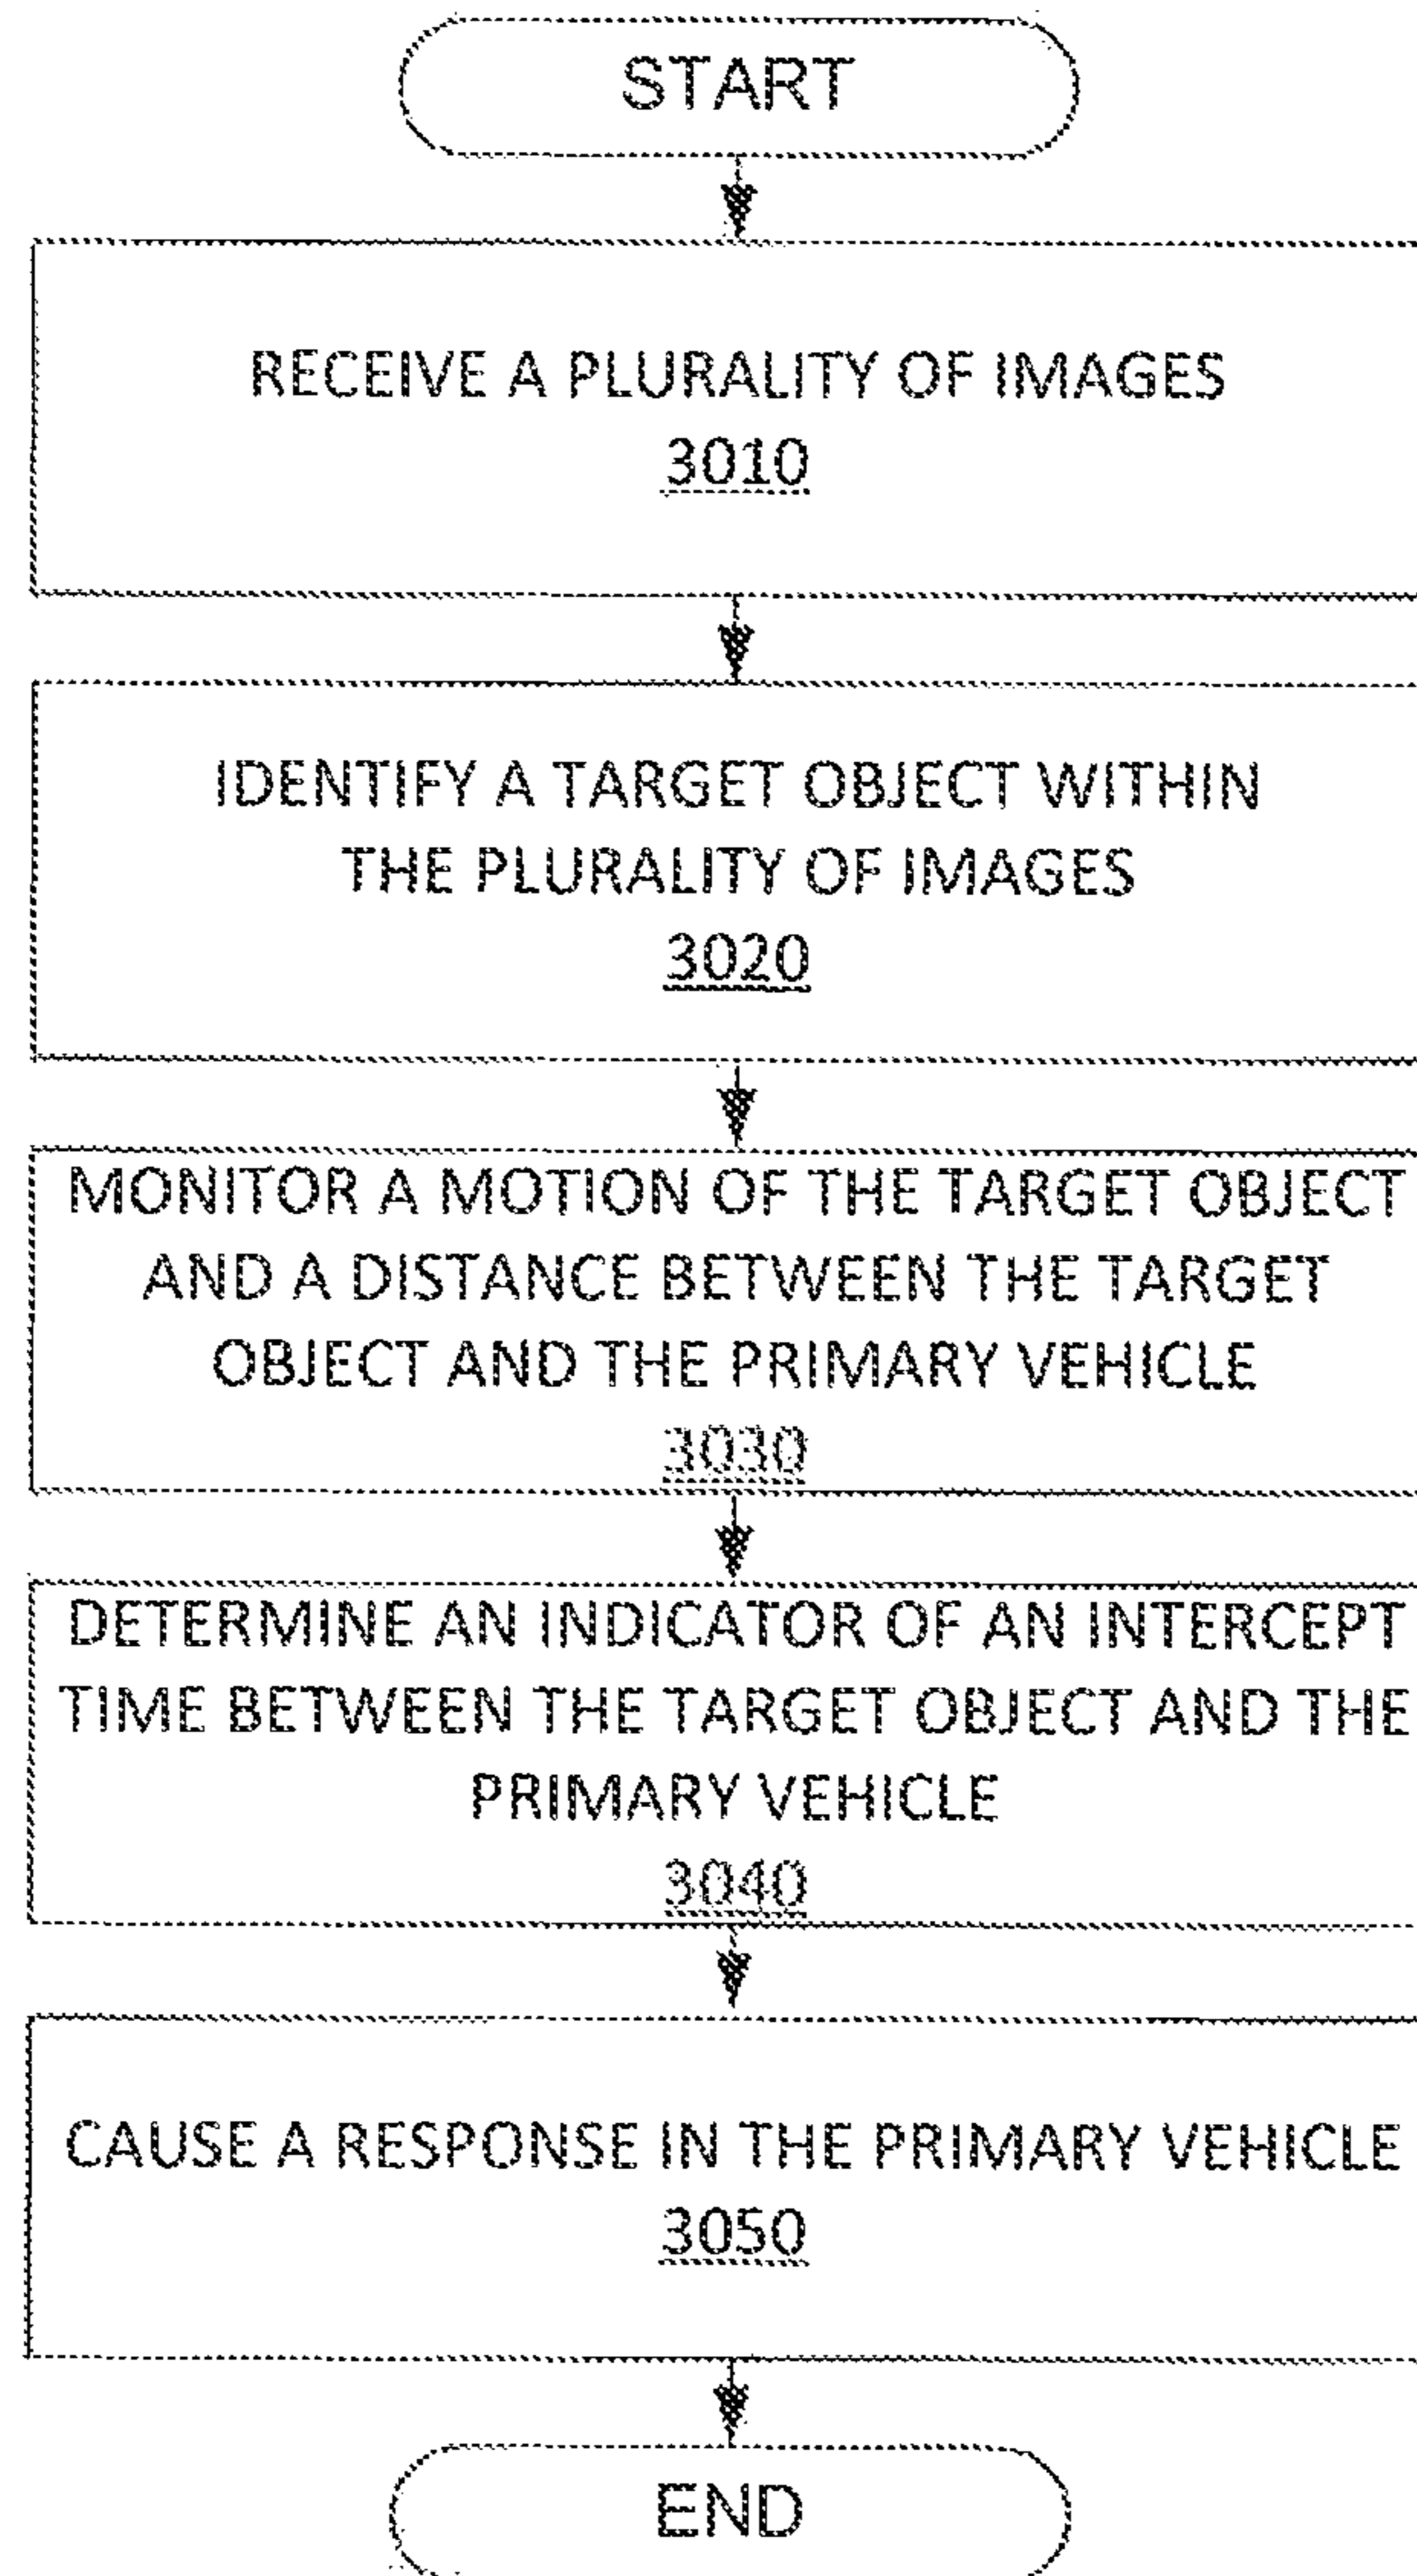 START
RECEIVE A PLURALITY OF IMAGES
3010
IDENTIFY A TARGET OBJECT WITHIN
THE PLURALITY OF IMAGES
3020
MONITOR A MOTION OF THE TARGET OBJECT
AND A DISTANCE BETWEEN THE TARGET
OBJECT AND THE PRIMARY VEHICLE
3030
DETERMINE AN INDICATOR OF AN INTERCEPT
TIME BETWEEN THE TARGET OBJECT AND THE
PRIMARY VEHICLE
3040
CAUSE A RESPONSE IN THE PRIMARY VEHICLE
3050
END